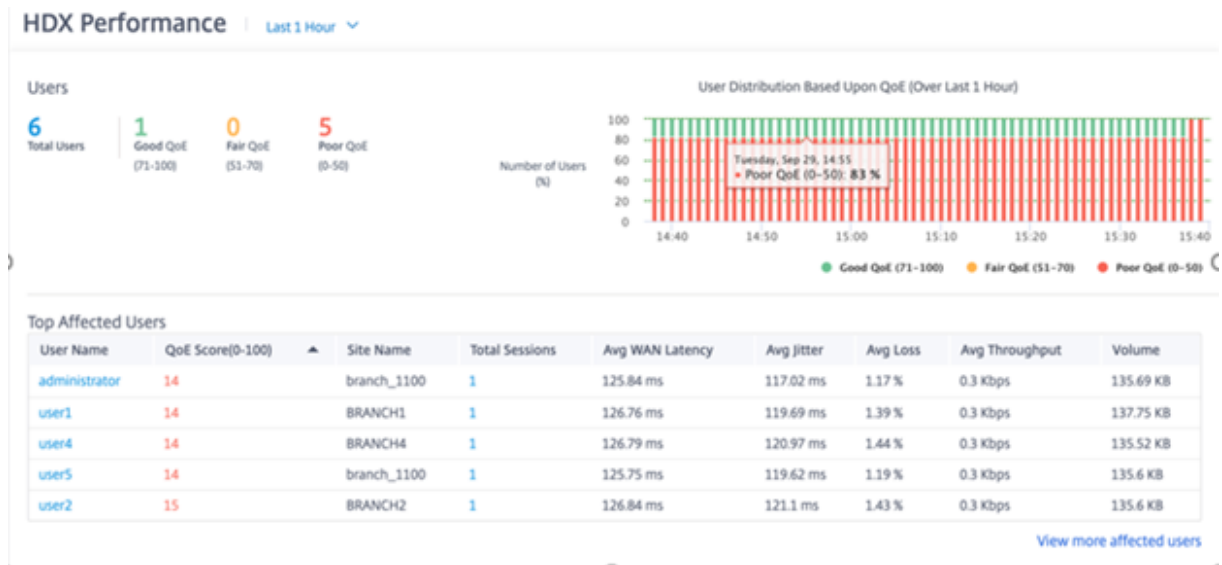 HDX Performance Last 1 Hour
Users
6
Total Users
1
Good QoE
(71-100)
0
Fair QoE
(51-70)
5
Poor QoE
(0-50)
User Distribution Based Upon QoE (Over Last 1 Hour)
Number of Users
(%)
100
80
60
40
20
0
Tuesday, Sep 29, 14:55
Poor QoE (0-50): 83 %
14:40 14:50 15:00 15:10 15:20 15:30 15:40
Good QoE (71-100) Fair QoE (51-70) Poor QoE (0-50)
Top Affected Users
User Name QoE Score(0-100) Site Name Total Sessions Avg WAN Latency Avg Jitter Avg Loss Avg Throughput Volume
administrator 14 branch_1100 1 125.84 ms 117.02 ms 1.17 % 0.3 Kbps 135.69 KB
user1 14 BRANCH1 1 126.76 ms 119.69 ms 1.39 % 0.3 Kbps 137.75 KB
user4 14 BRANCH4 1 126.79 ms 120.97 ms 1.44 % 0.3 Kbps 135.52 KB
user5 14 branch_1100 1 125.75 ms 119.62 ms 1.19 % 0.3 Kbps 135.6 KB
user2 15 BRANCH2 1 126.84 ms 121.1 ms 1.43 % 0.3 Kbps 135.6 KB
View more affected users